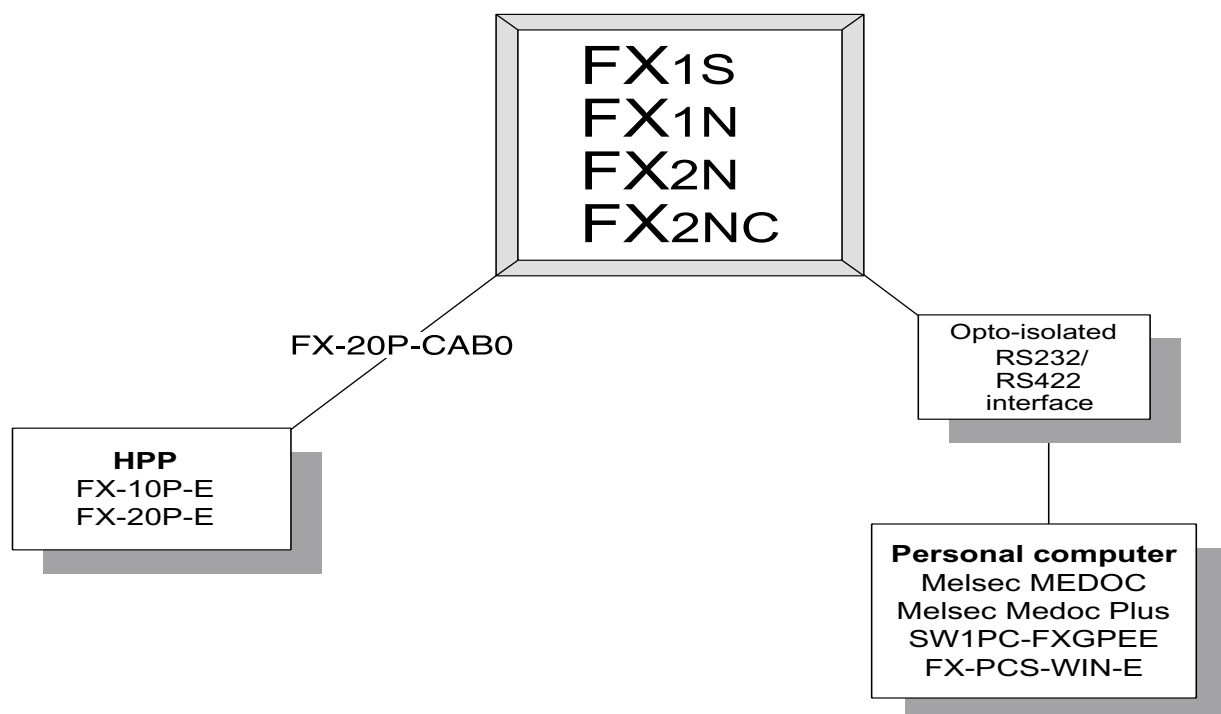 FX1S
FX1N
FX2N
FX2NC
FX-20P-CAB0
Opto-isolated
RS232/
RS422
interface
HPP
FX-10P-E
FX-20P-E
Personal computer
Melsec MEDOC
Melsec Medoc Plus
SW1PC-FXGPEE
FX-PCS-WIN-E